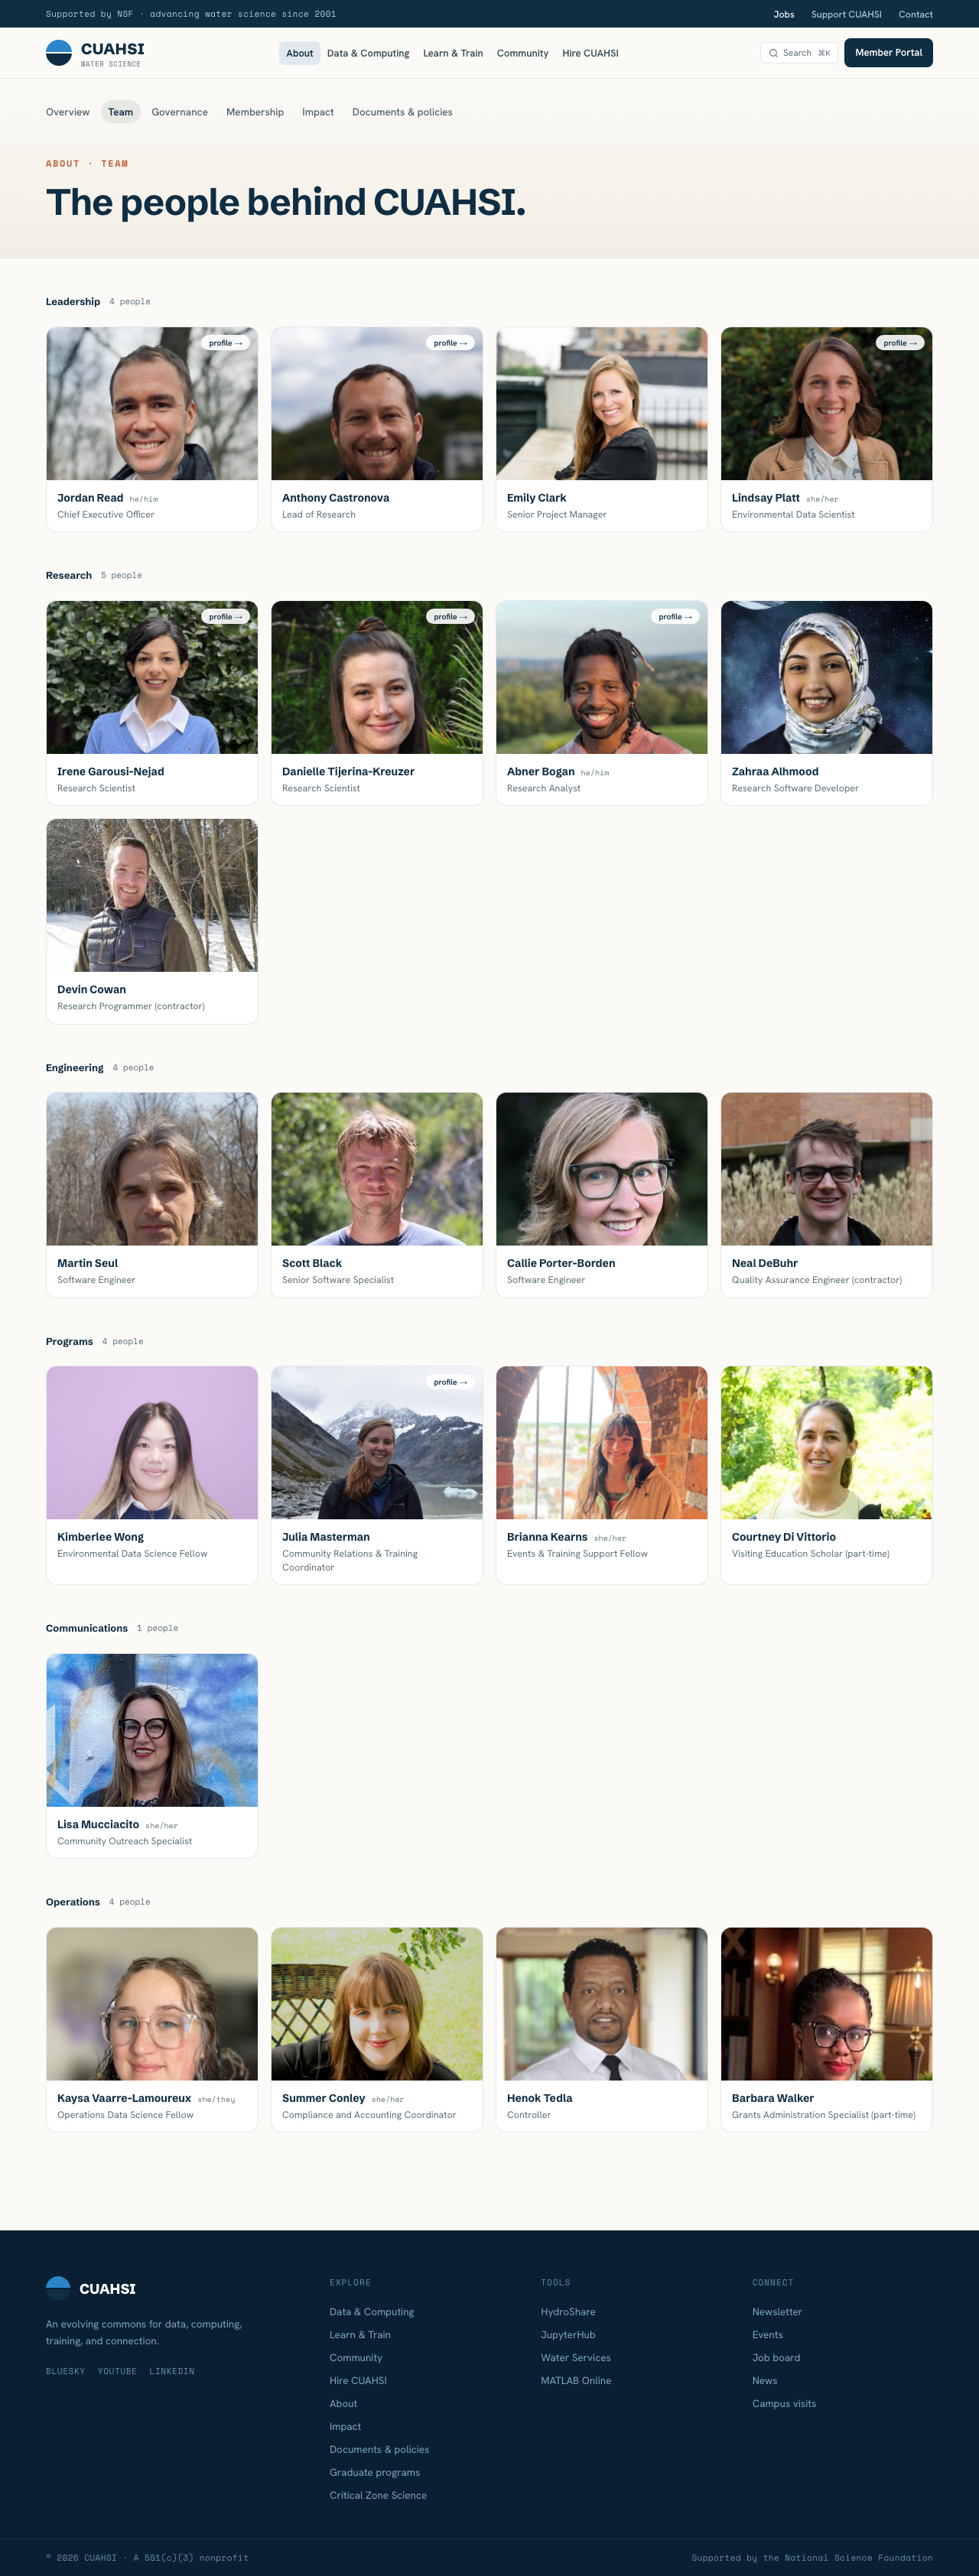 Supported by NSF · advancing water science since 2001
Jobs
Support CUAHSI
Contact
CUAHSI
WATER SCIENCE
About
Data & Computing
Learn & Train
Community
Hire CUAHSI
Search ⌘K
Member Portal
Overview
Team
Governance
Membership
Impact
Documents & policies
ABOUT · TEAM
The people behind CUAHSI.
Leadership 4 people
profile →
profile →
profile →
Jordan Read he/him
Chief Executive Officer
Anthony Castronova
Lead of Research
Emily Clark
Senior Project Manager
Lindsay Platt she/her
Environmental Data Scientist
Research 5 people
profile →
profile →
profile →
Irene Garousi-Nejad
Research Scientist
Danielle Tijerina-Kreuzer
Research Scientist
Abner Bogan he/him
Research Analyst
Zahraa Alhmood
Research Software Developer
Devin Cowan
Research Programmer (contractor)
Engineering 4 people
Martin Seul
Software Engineer
Scott Black
Senior Software Specialist
Callie Porter-Borden
Software Engineer
Neal DeBuhr
Quality Assurance Engineer (contractor)
Programs 4 people
profile →
Kimberlee Wong
Environmental Data Science Fellow
Julia Masterman
Community Relations & Training
Coordinator
Brianna Kearns she/her
Events & Training Support Fellow
Courtney Di Vittorio
Visiting Education Scholar (part-time)
Communications 1 people
Lisa Mucciacito she/her
Community Outreach Specialist
Operations 4 people
Kaysa Vaarre-Lamoureux she/they
Operations Data Science Fellow
Summer Conley she/her
Compliance and Accounting Coordinator
Henok Tedla
Controller
Barbara Walker
Grants Administration Specialist (part-time)
CUAHSI
An evolving commons for data, computing,
training, and connection.
BLUESKY YOUTUBE LINKEDIN
EXPLORE
Data & Computing
Learn & Train
Community
Hire CUAHSI
About
Impact
Documents & policies
Graduate programs
Critical Zone Science
TOOLS
HydroShare
JupyterHub
Water Services
MATLAB Online
CONNECT
Newsletter
Events
Job board
News
Campus visits
© 2026 CUAHSI · A 501(c)(3) nonprofit
Supported by the National Science Foundation